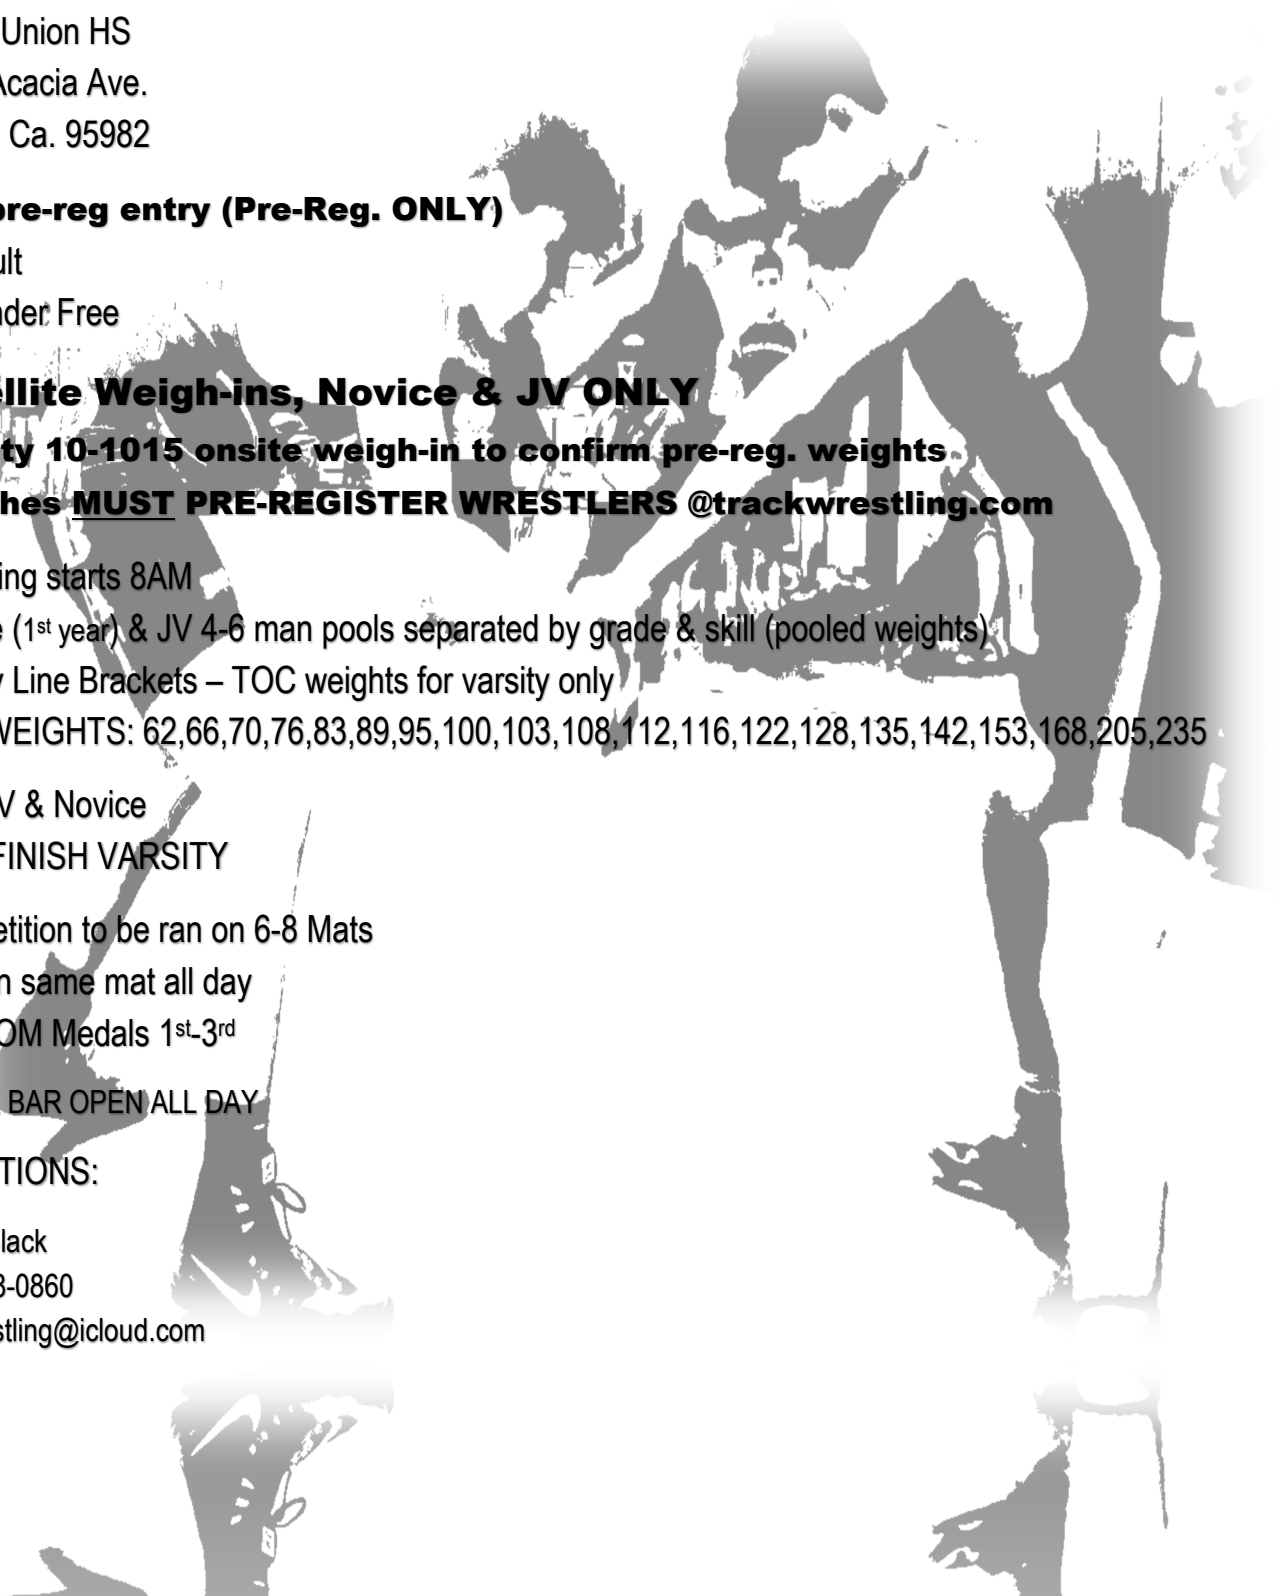 Union HS
Acacia Ave.
Ca. 95982
pre-reg entry (Pre-Reg. ONLY)
ult
nder Free
ellite Weigh-ins, Novice & JV ONLY
ty 10-1015 onsite weigh-in to confirm pre-reg. weights
ches MUST PRE-REGISTER WRESTLERS @trackwrestling.com
ing starts 8AM
e (1st year) & JV 4-6 man pools separated by grade & skill (pooled weights)
y Line Brackets – TOC weights for varsity only
WEIGHTS: 62,66,70,76,83,89,95,100,103,108,112,116,122,128,135,142,153,168,205,235
V & Novice
FINISH VARSITY
etition to be ran on 6-8 Mats
n same mat all day
OM Medals 1st-3rd
BAR OPEN ALL DAY
TIONS:
lack
3-0860
stling@icloud.com